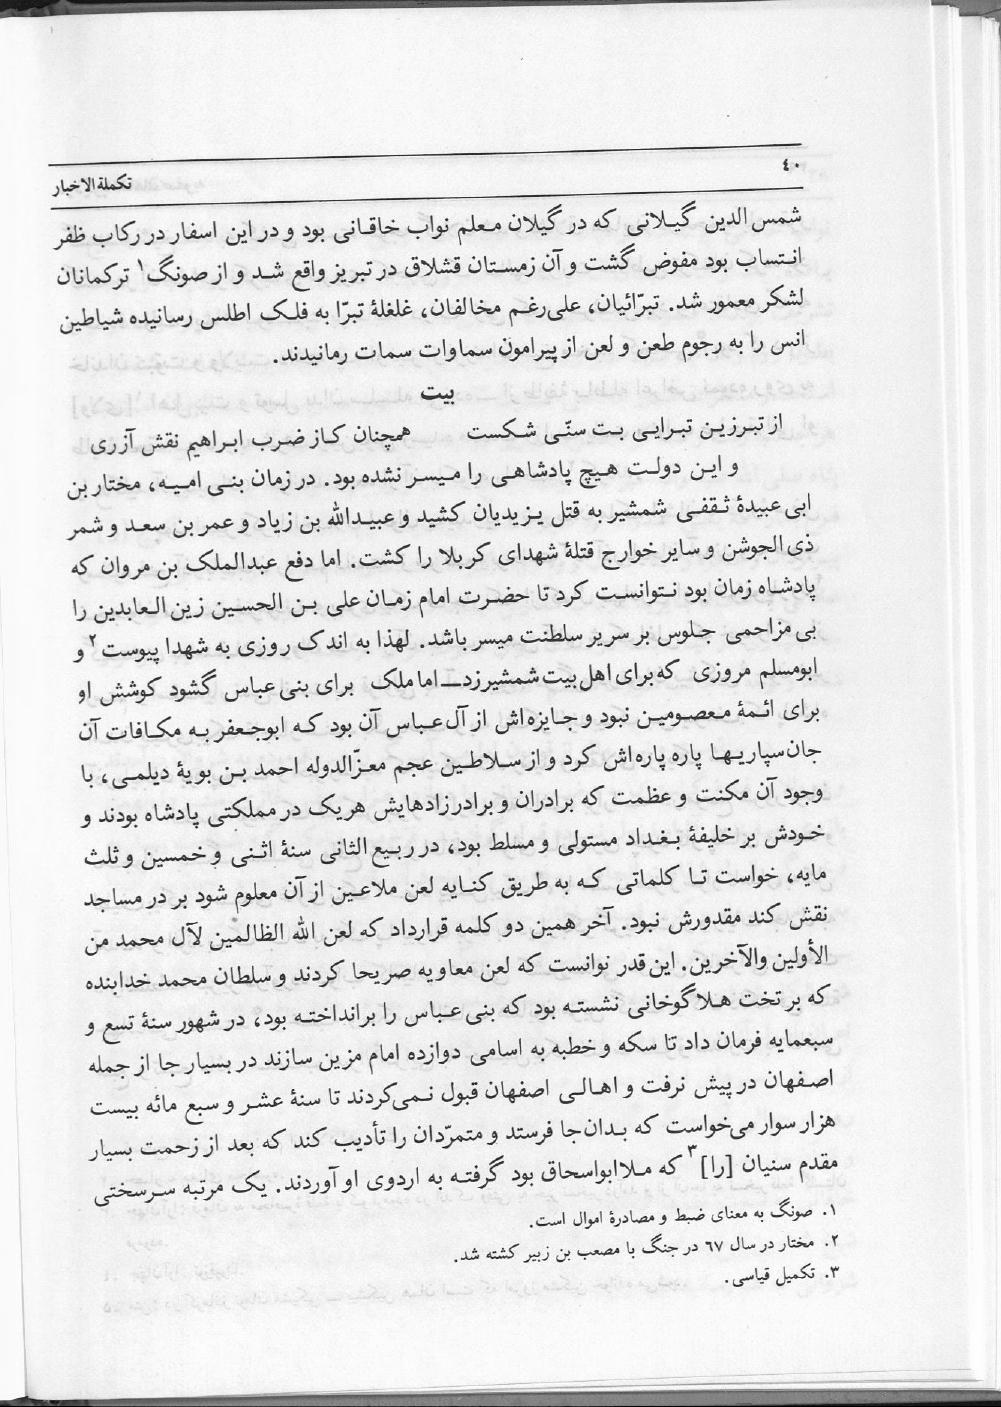 ۴۰
تکملة الاخبار
شمس الدین گیلانی که در گیلان معلم نواب خاقانی بود و در این اسفار در رکاب ظفر
انتساب بود مفوض گشت و آن زمستان قشلاق در تبریز واقع شد و از صونگ۱ ترکمانان
لشکر معمور شد. تبرّائیان، علی‌رغم مخالفان، غلغلهٔ تبرّا به فلک اطلس رسانیده شیاطین
انس را به رجوم طعن و لعن از پیرامون سماوات سمات رمانیدند.
بیت
از تبرزین تبرایی بت سنّی شکست همچنان کاز ضرب ابراهیم نقش آزری
و این دولت هیچ پادشاهی را میسر نشده بود. در زمان بنی امیه، مختار بن
ابی عبیدهٔ ثقفی شمشیر به قتل یزیدیان کشید و عبیدالله بن زیاد و عمر بن سعد و شمر
ذی الجوشن و سایر خوارج قتلهٔ شهدای کربلا را کشت. اما دفع عبدالملک بن مروان که
پادشاه زمان بود نتوانست کرد تا حضرت امام زمان علی بن الحسین زین العابدین را
بی مزاحمی جلوس بر سریر سلطنت میسر باشد. لهذا به اندک روزی به شهدا پیوست۲ و
ابومسلم مروزی که برای اهل بیت شمشیر زد ـــ اما ملک برای بنی عباس گشود کوشش او
برای ائمهٔ معصومین نبود و جایزه‌اش از آل عباس آن بود که ابوجعفر به مکافات آن
جان‌سپاریها پاره پاره‌اش کرد و از سلاطین عجم معزّالدوله احمد بن بویهٔ دیلمی، با
وجود آن مکنت و عظمت که برادران و برادرزادهایش هر یک در مملکتی پادشاه بودند و
خودش بر خلیفهٔ بغداد مستولی و مسلط بود، در ربیع الثانی سنهٔ اثنی و خمسین و ثلث
مایه، خواست تا کلماتی که به طریق کنایه لعن ملاعین از آن معلوم شود بر در مساجد
نقش کند مقدورش نبود. آخر همین دو کلمه قرارداد که لعن الله الظالمین لآل محمد من
الأولین والآخرین. این قدر توانست که لعن معاویه صریحا کردند و سلطان محمد خدابنده
که بر تخت هلاگوخانی نشسته بود که بنی عباس را برانداخته بود، در شهور سنهٔ تسع و
سبعمایه فرمان داد تا سکه و خطبه به اسامی دوازده امام مزین سازند در بسیار جا از جمله
اصفهان در پیش نرفت و اهالی اصفهان قبول نمی‌کردند تا سنهٔ عشر و سبع مائه بیست
هزار سوار می‌خواست که بدان‌جا فرستد و متمرّدان را تأدیب کند که بعد از زحمت بسیار
مقدم سنیان [را]۳ که ملاابواسحاق بود گرفته به اردوی او آوردند. یک مرتبه سرسختی
۱. صونگ به معنای ضبط و مصادرهٔ اموال است.
۲. مختار در سال ۶۷ در جنگ با مصعب بن زبیر کشته شد.
۳. تکمیل قیاسی.